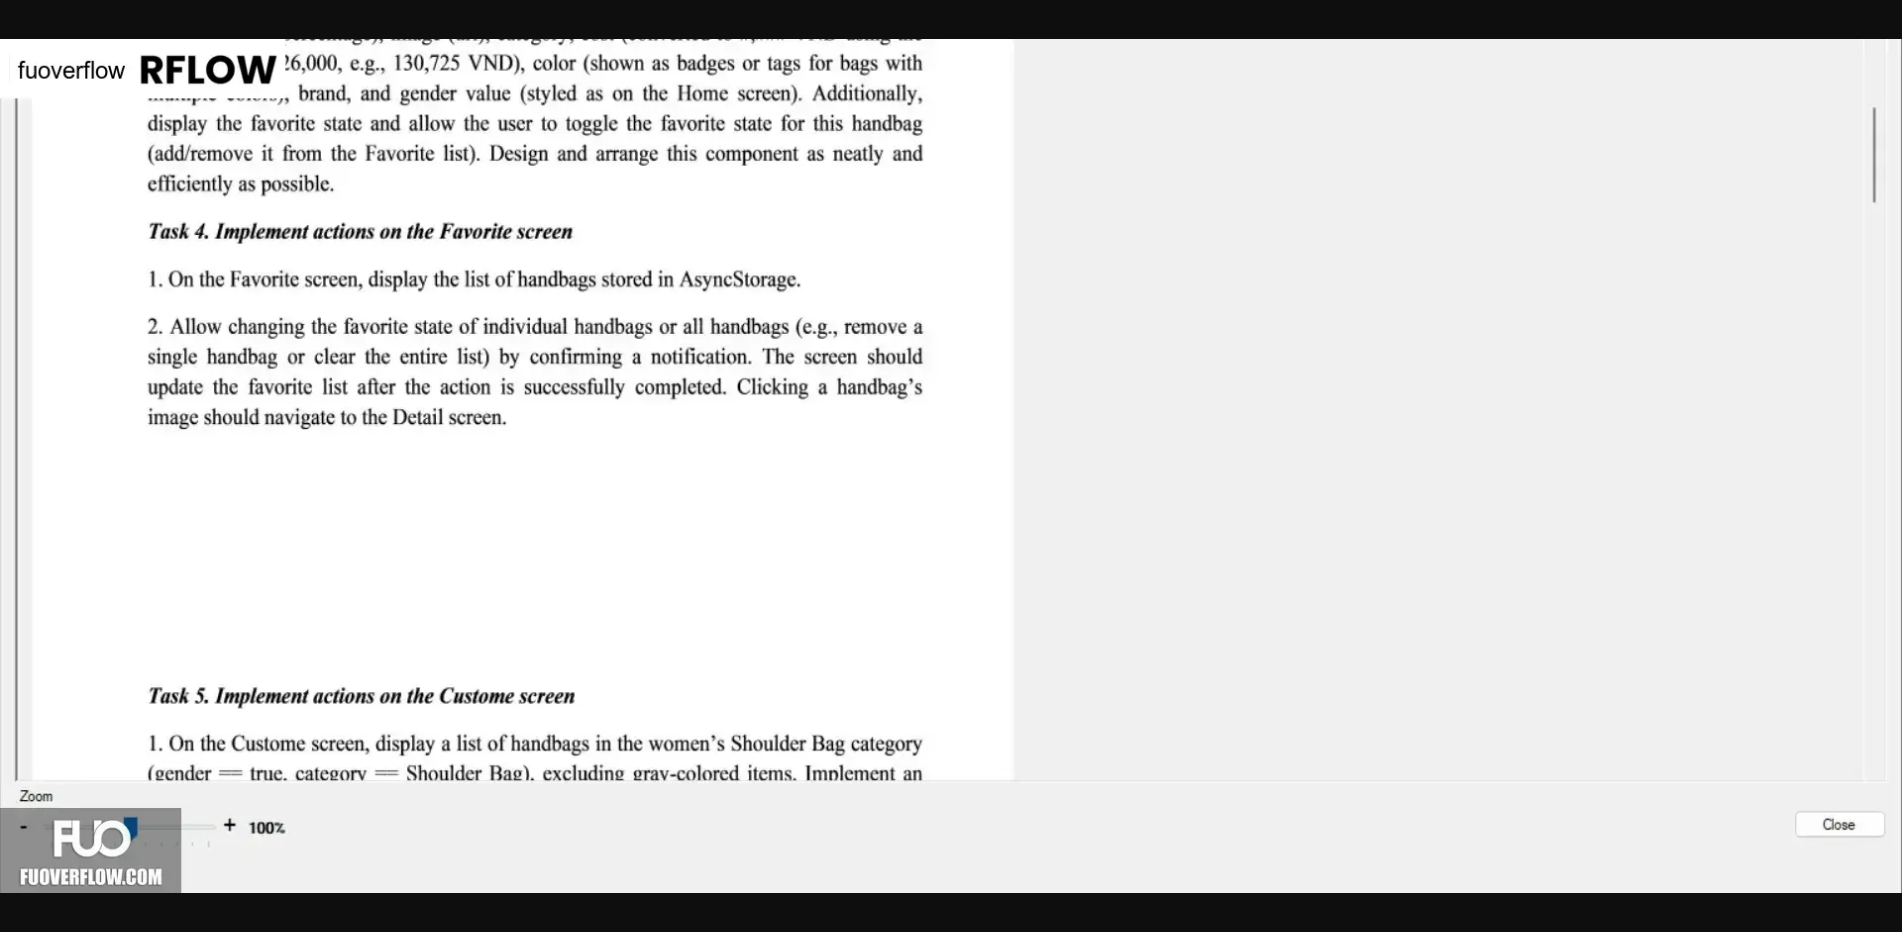 fuoverflow RFLOW
26,000, e.g., 130,725 VND), color (shown as badges or tags for bags with
brand, and gender value (styled as on the Home screen). Additionally,
display the favorite state and allow the user to toggle the favorite state for this handbag
(add/remove it from the Favorite list). Design and arrange this component as neatly and
efficiently as possible.
Task 4. Implement actions on the Favorite screen
1. On the Favorite screen, display the list of handbags stored in AsyncStorage.
2. Allow changing the favorite state of individual handbags or all handbags (e.g., remove a
single handbag or clear the entire list) by confirming a notification. The screen should
update the favorite list after the action is successfully completed. Clicking a handbag's
image should navigate to the Detail screen.
Task 5. Implement actions on the Custome screen
1. On the Custome screen, display a list of handbags in the women's Shoulder Bag category
(gender == true, category == Shoulder Bag), excluding gray-colored items. Implement an
Zoom
- + 100%
Close
FUO
FUOVERFLOW.COM